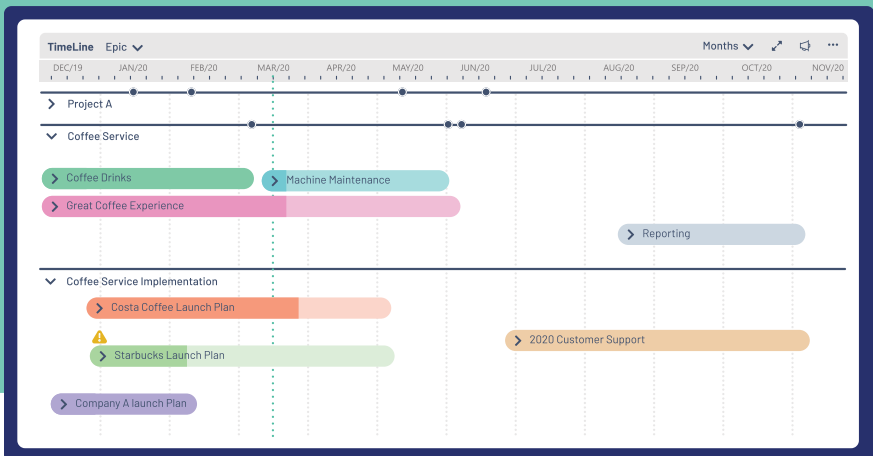 TimeLine Epic Months
DEC/19 JAN/20 FEB/20 MAR/20 APR/20 MAY/20 JUN/20 JUL/20 AUG/20 SEP/20 OCT/20 NOV/20
Project A
Coffee Service
Coffee Drinks
Machine Maintenance
Great Coffee Experience
Reporting
Coffee Service Implementation
Costa Coffee Launch Plan
2020 Customer Support
Starbucks Launch Plan
Company A launch Plan